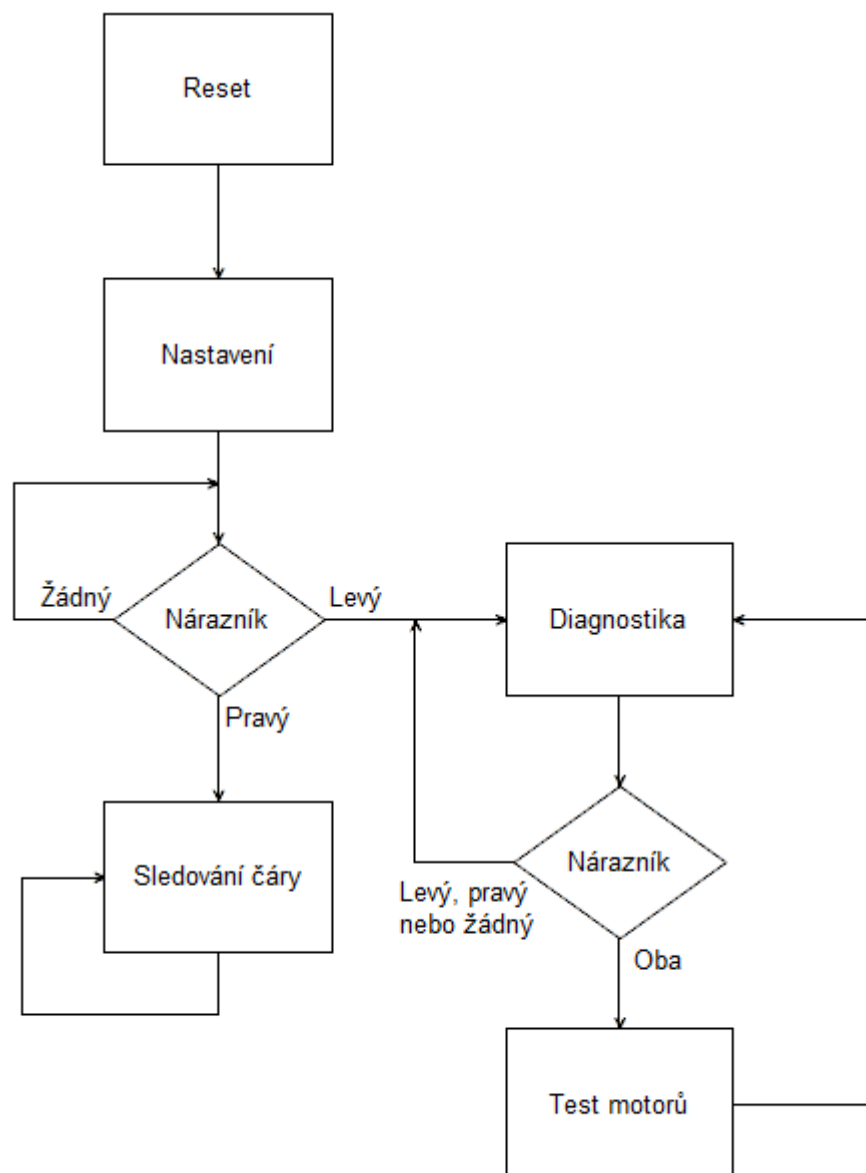 Reset
Nastavení
Žádný
Nárazník
Levý
Diagnostika
Pravý
Sledování čáry
Nárazník
Levý, pravý
nebo žádný
Oba
Test motorů